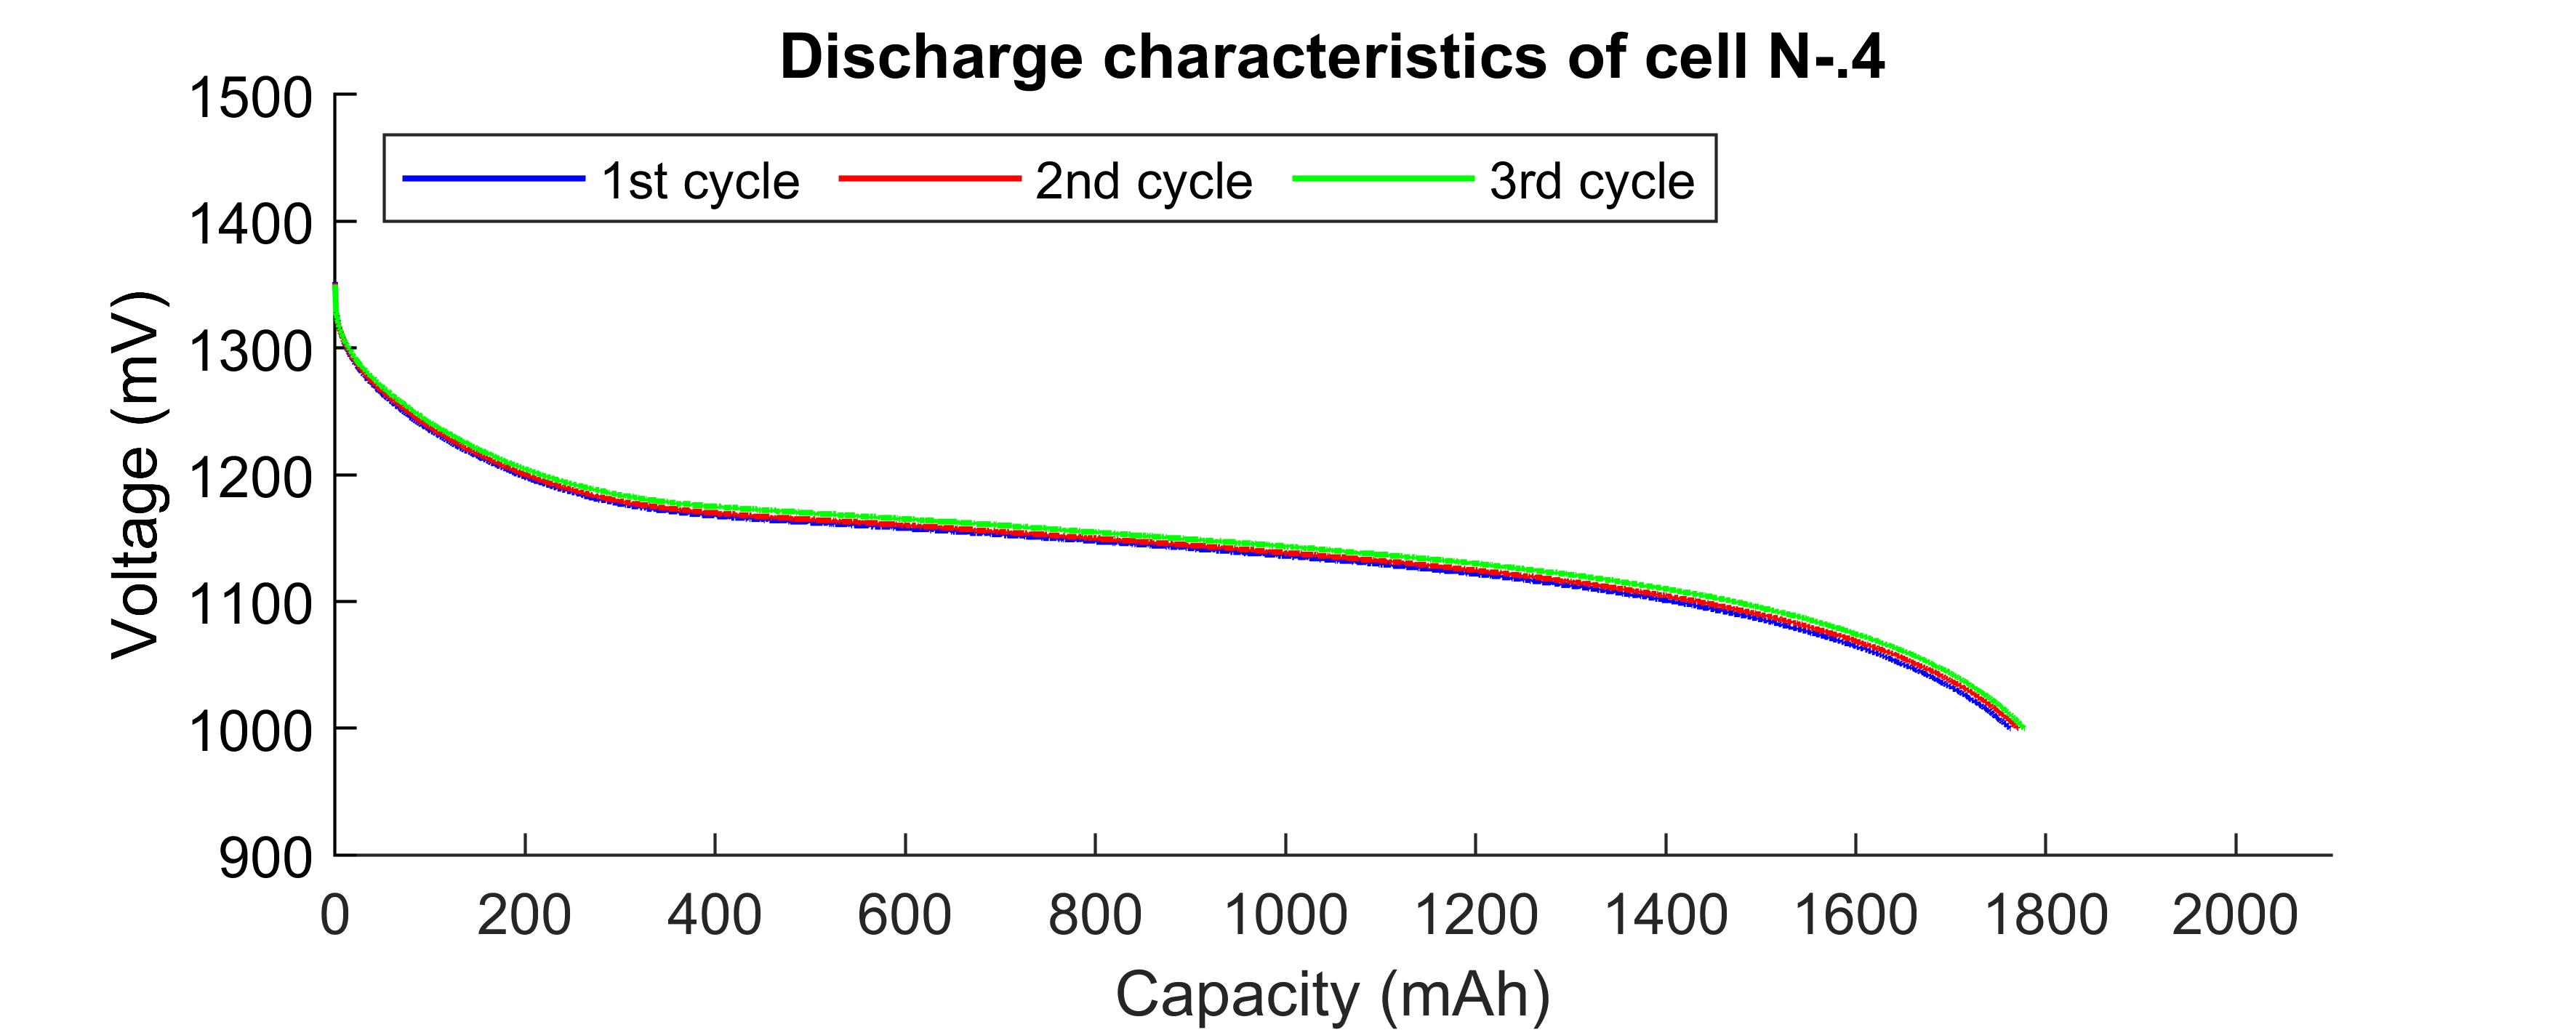 Discharge characteristics of cell N-.4
1500
1st cycle 2nd cycle 3rd cycle
1400
1300
1200
1100
1000
900
Voltage (mV)
0 200 400 600 800 1000 1200 1400 1600 1800 2000
Capacity (mAh)